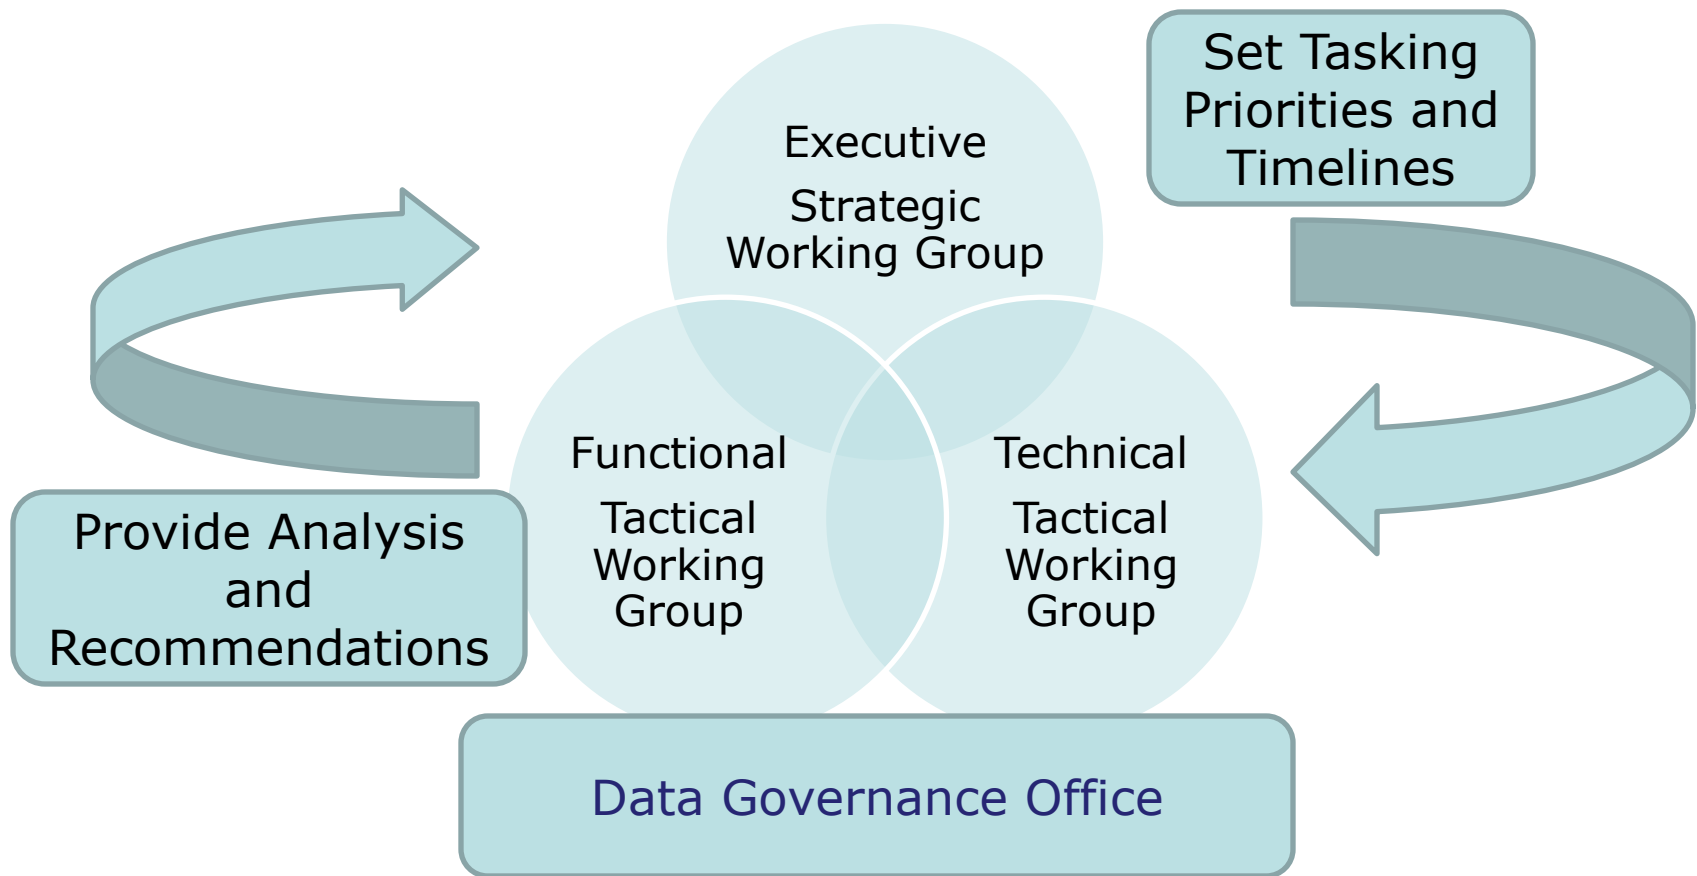 Set Tasking
Priorities and
Timelines
Executive
Strategic
Working Group
Functional
Tactical
Working
Group
Technical
Tactical
Working
Group
Provide Analysis
and
Recommendations
Data Governance Office